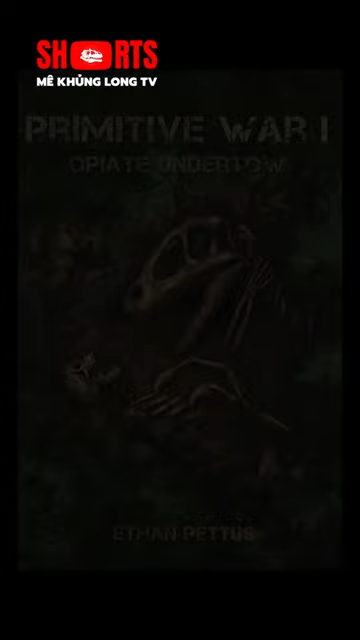 SHORTS
MÊ KHỦNG LONG TV
PRIMITIVE WAR I
OPIATE UNDERTOW
ETHAN PETTUS